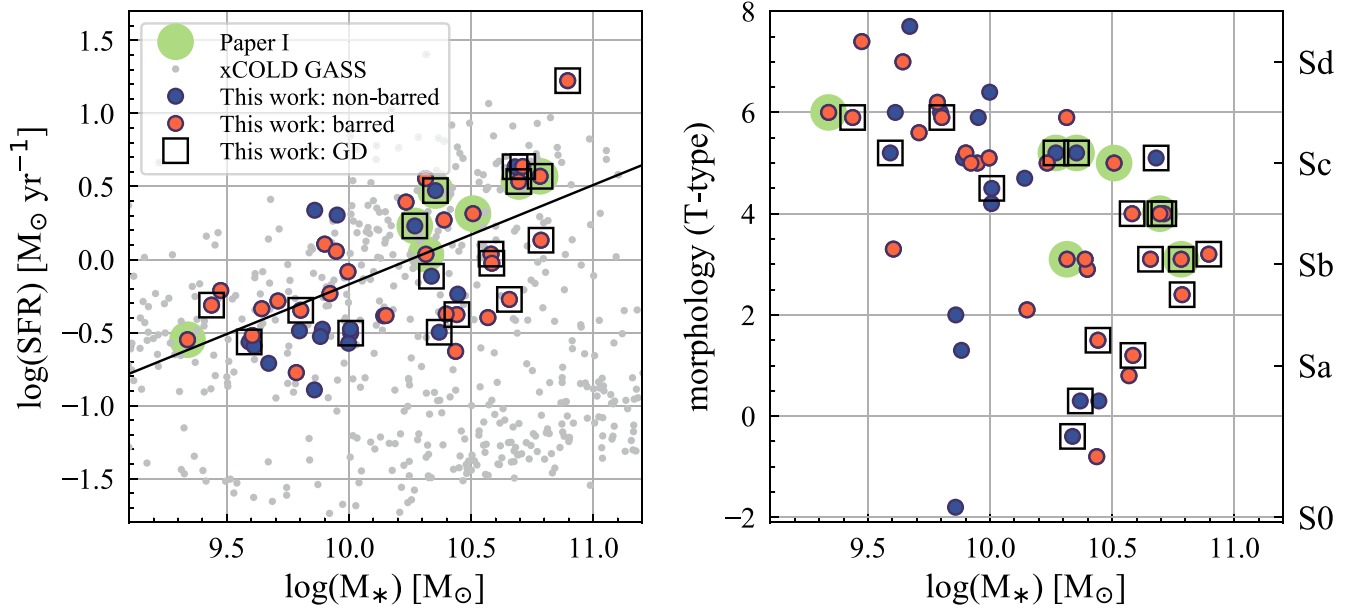 1.5
1.0
0.5
0.0
−0.5
−1.0
−1.5
log(SFR) [M⊙ yr−1]
Paper I
xCOLD GASS
This work: non-barred
This work: barred
This work: GD
9.5
10.0
10.5
11.0
log(M∗) [M⊙]
8
6
4
2
0
−2
morphology (T-type)
Sd
Sc
Sb
Sa
S0
9.5
10.0
10.5
11.0
log(M∗) [M⊙]